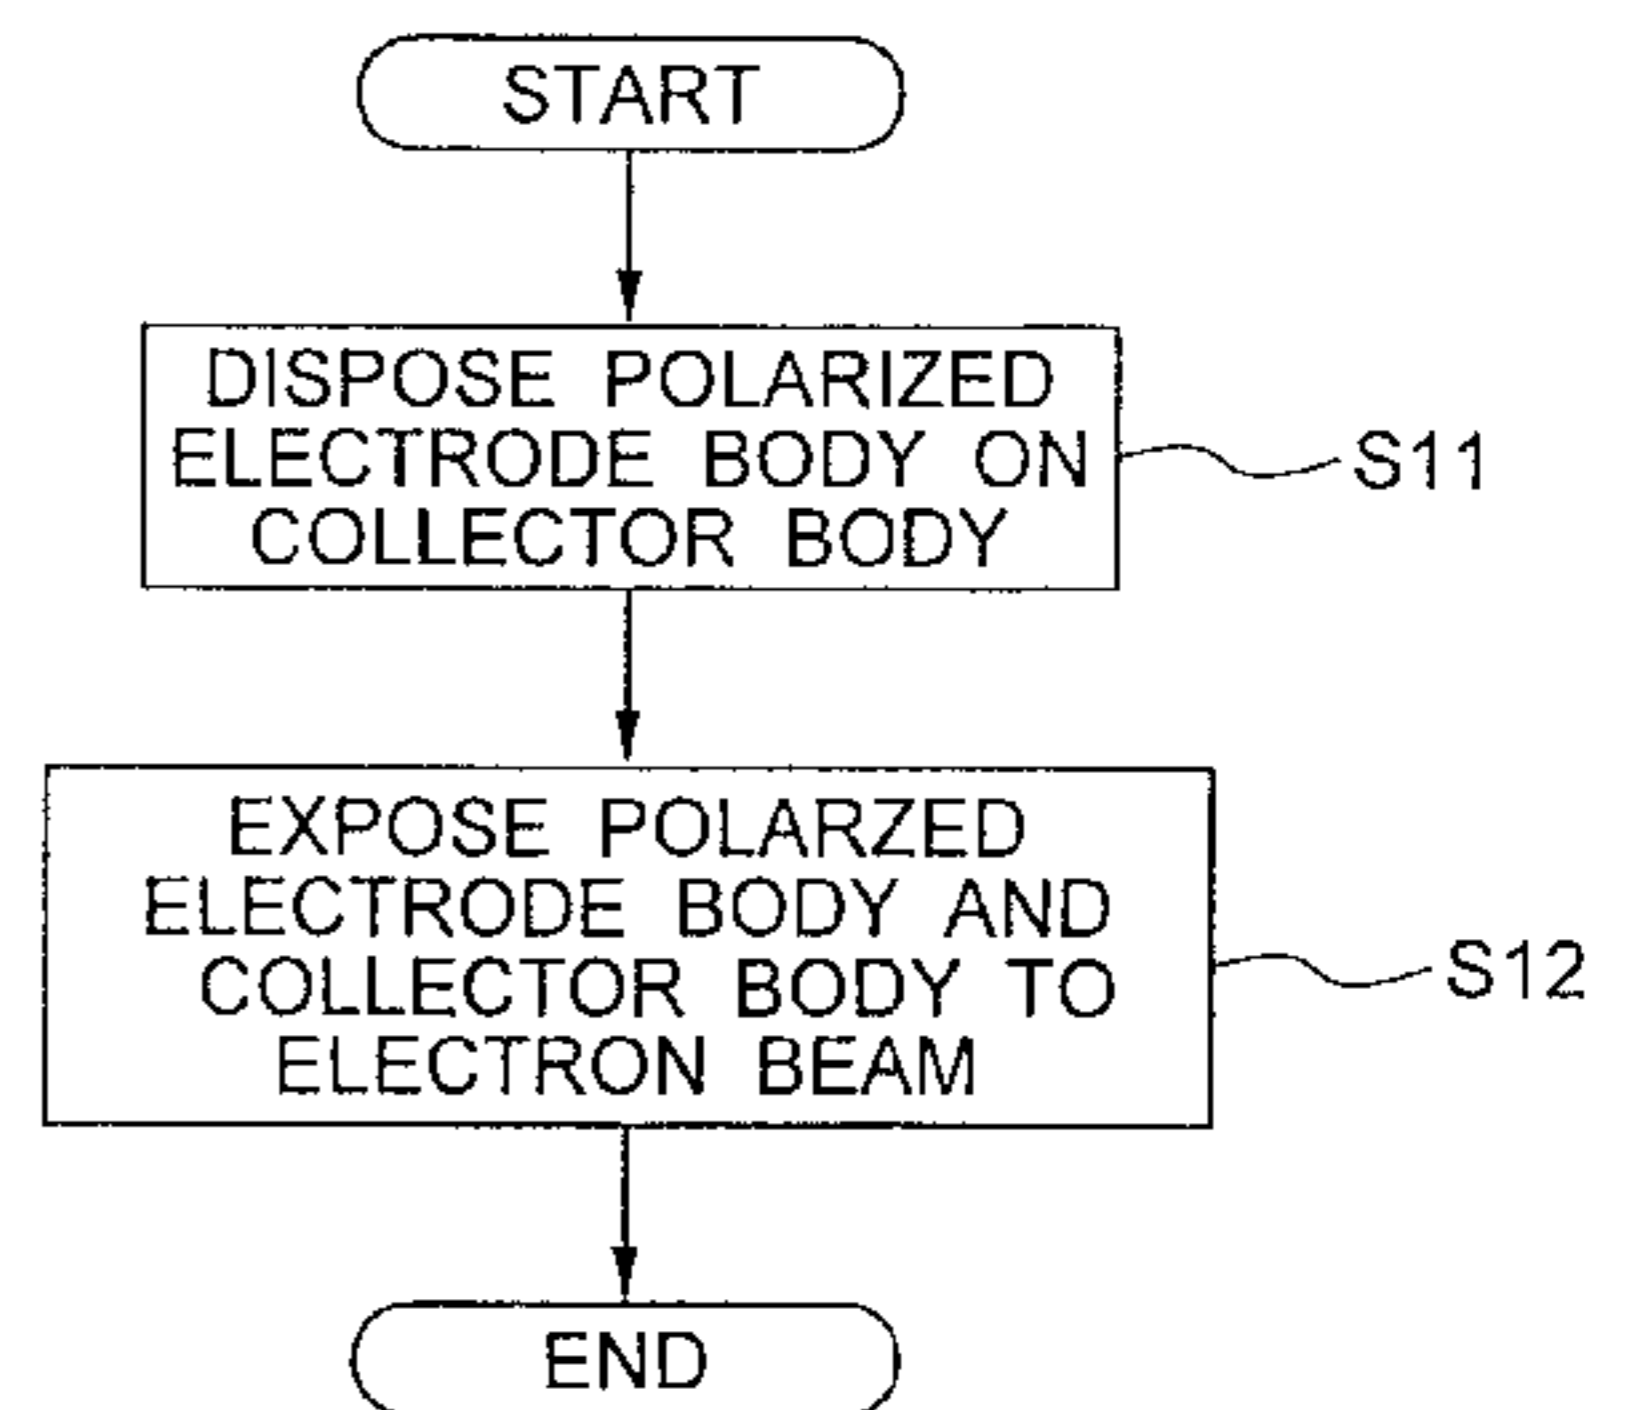 START
DISPOSE POLARIZED
ELECTRODE BODY ON
COLLECTOR BODY
S11
EXPOSE POLARZED
ELECTRODE BODY AND
COLLECTOR BODY TO
ELECTRON BEAM
S12
END